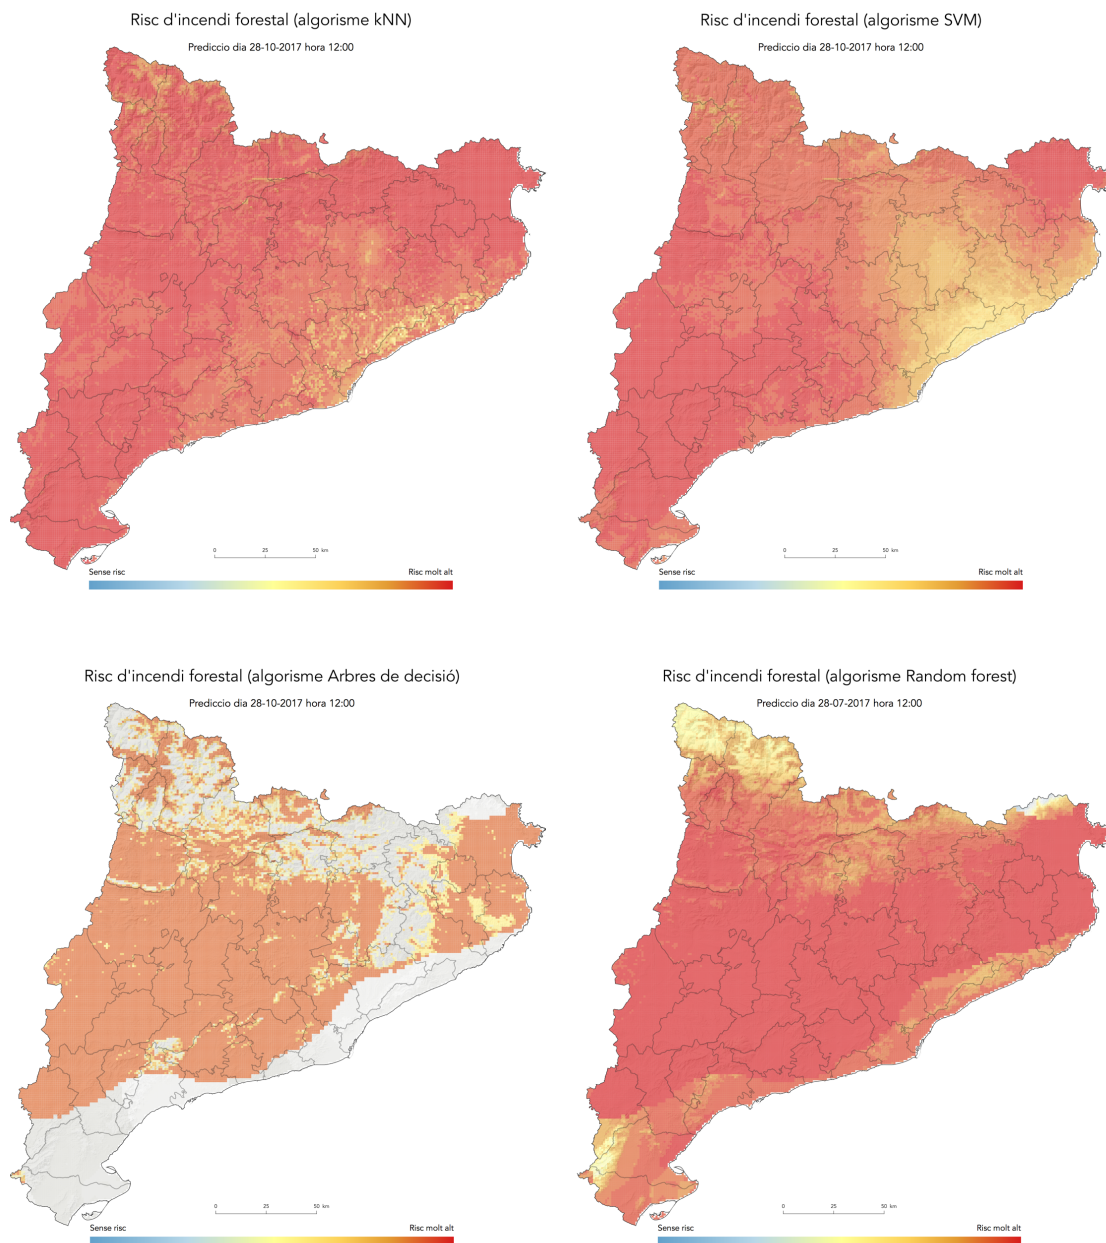 Risc d'incendi forestal (algorisme kNN)
Prediccio dia 28-10-2017 hora 12:00
0 25 50 km
Sense risc Risc molt alt
Risc d'incendi forestal (algorisme SVM)
Prediccio dia 28-10-2017 hora 12:00
0 25 50 km
Sense risc Risc molt alt
Risc d'incendi forestal (algorisme Arbres de decisió)
Prediccio dia 28-10-2017 hora 12:00
0 25 50 km
Sense risc Risc molt alt
Risc d'incendi forestal (algorisme Random forest)
Prediccio dia 28-07-2017 hora 12:00
0 25 50 km
Sense risc Risc molt alt